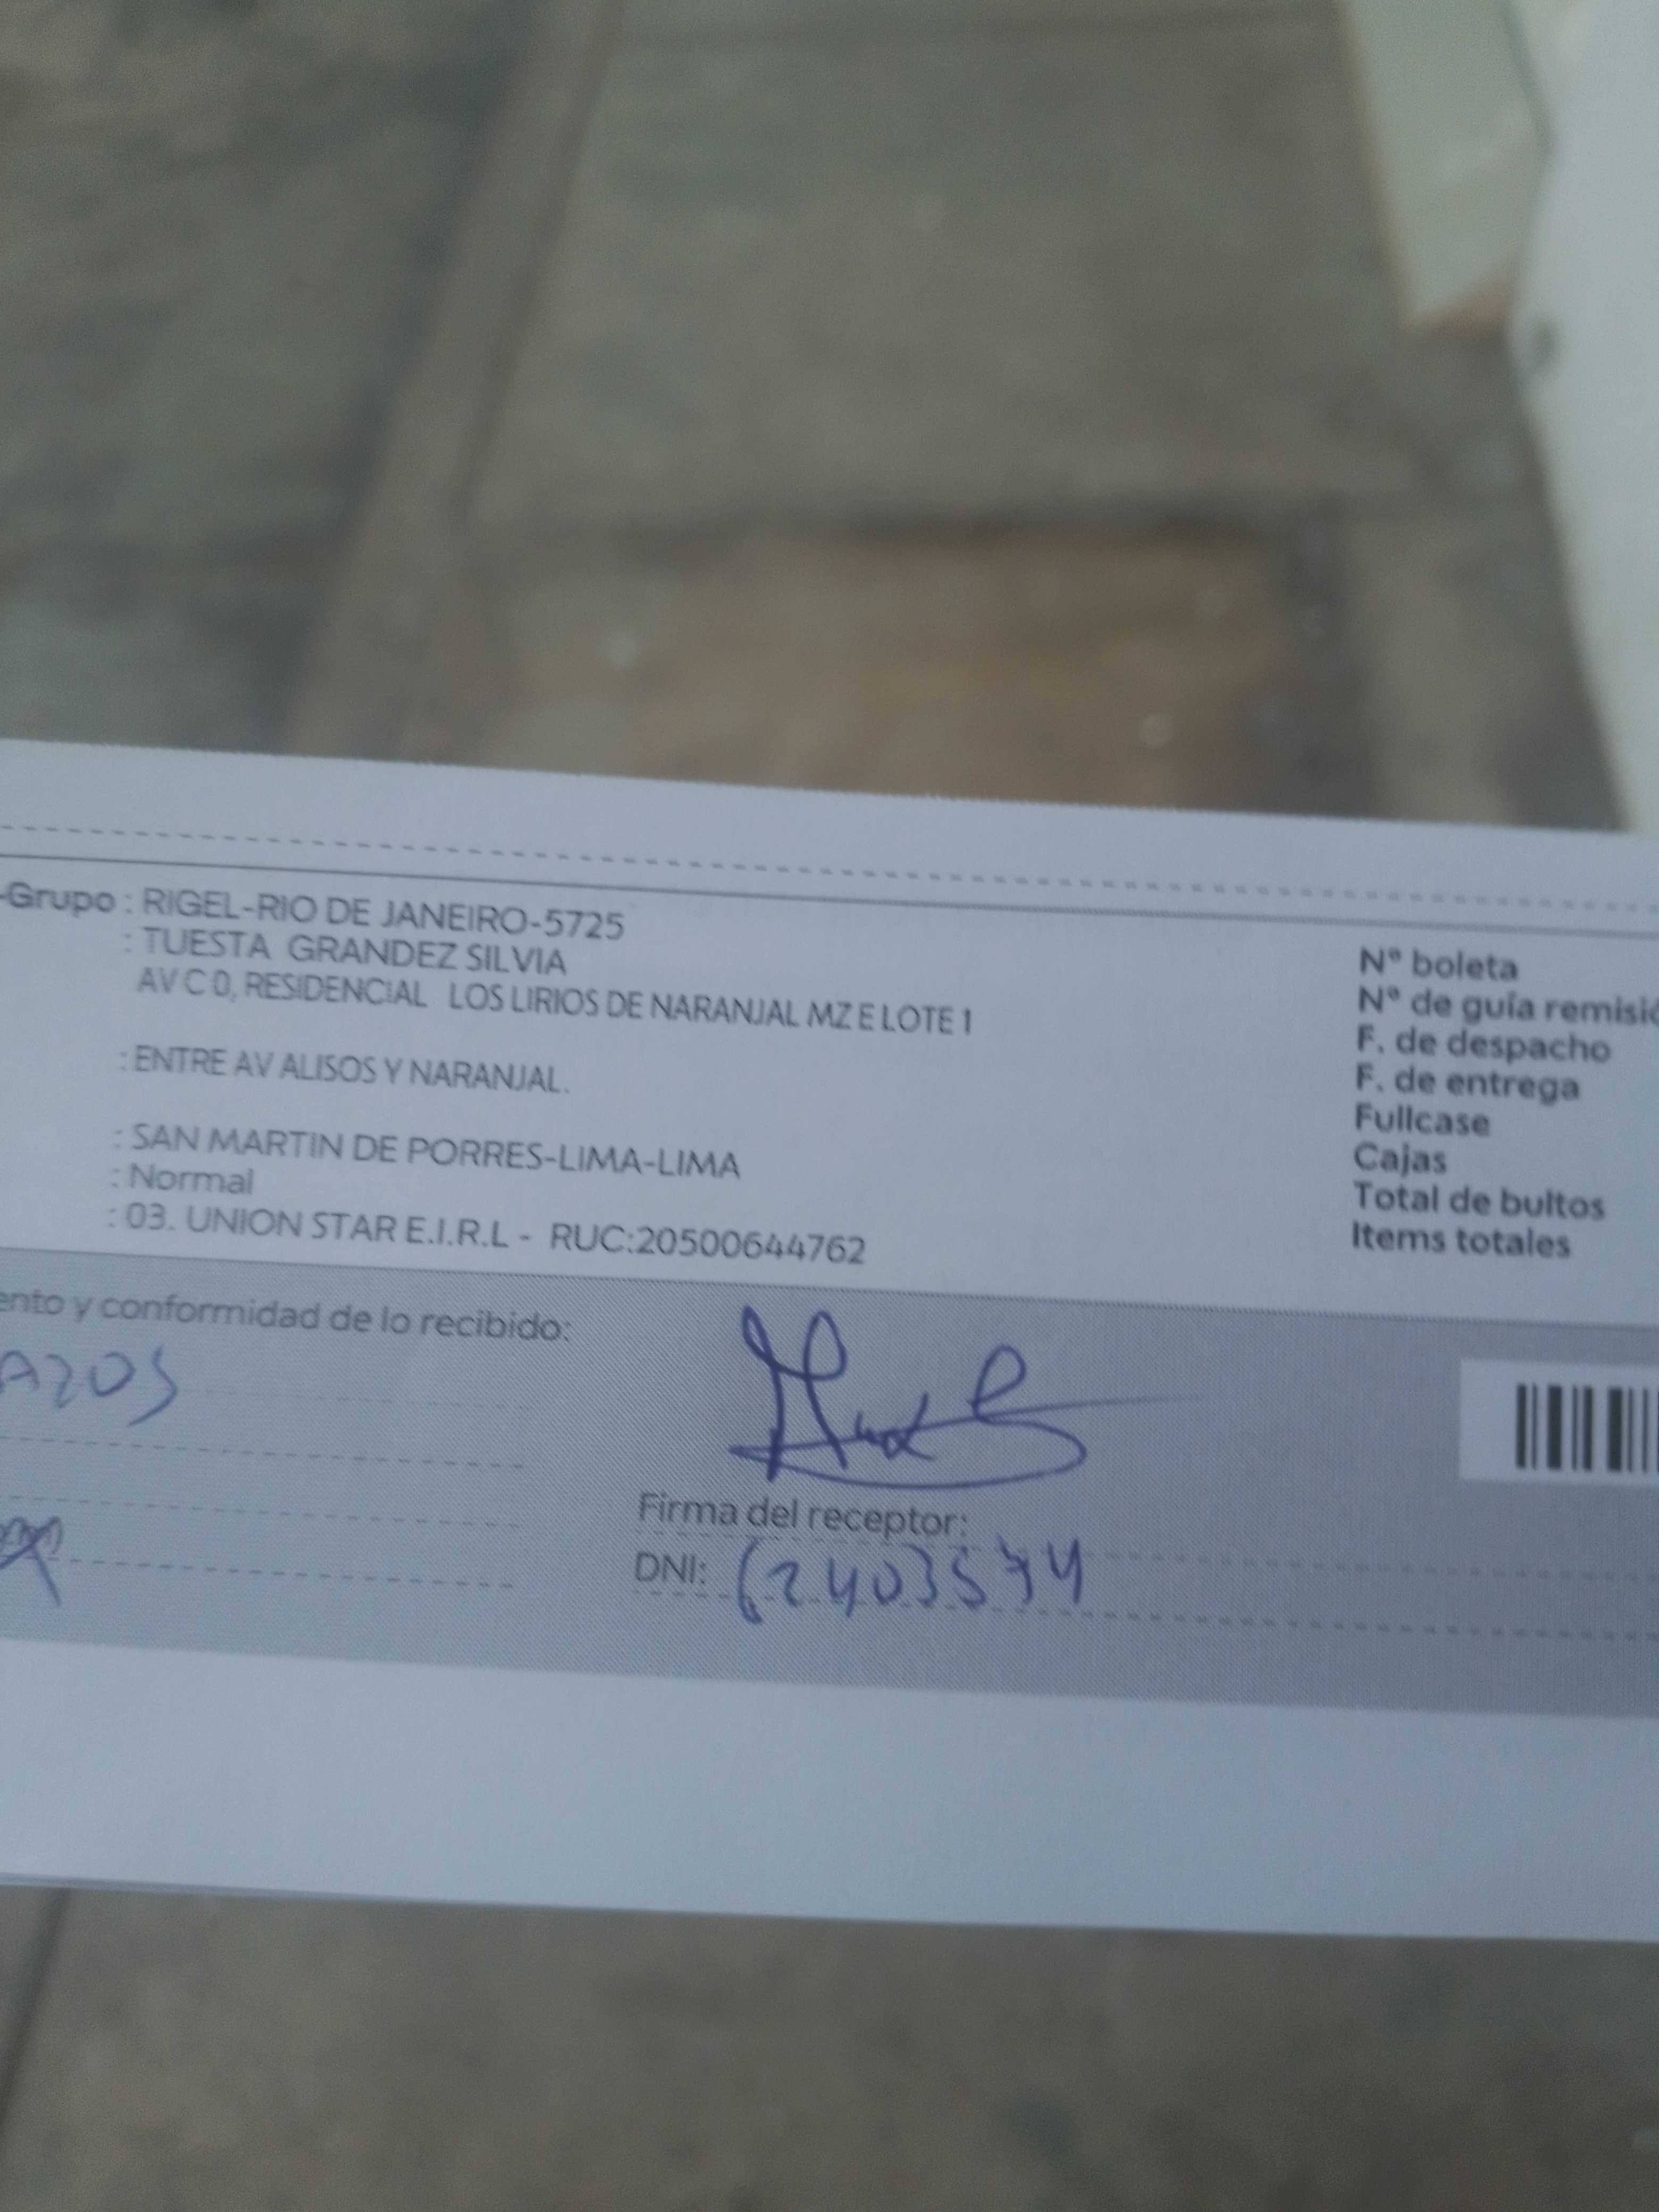 -Grupo : RIGEL-RIO DE JANEIRO-5725
: TUESTA GRANDEZ SILVIA
AV C 0, RESIDENCIAL LOS LIRIOS DE NARANJAL MZ E LOTE 1
: ENTRE AV ALISOS Y NARANJAL.
: SAN MARTIN DE PORRES-LIMA-LIMA
: Normal
: 03. UNION STAR E.I.R.L - RUC:20500644762
Nº boleta
Nº de guía remisió
F. de despacho
F. de entrega
Fullcase
Cajas
Total de bultos
Items totales
ento y conformidad de lo recibido:
Firma del receptor:
DNI: